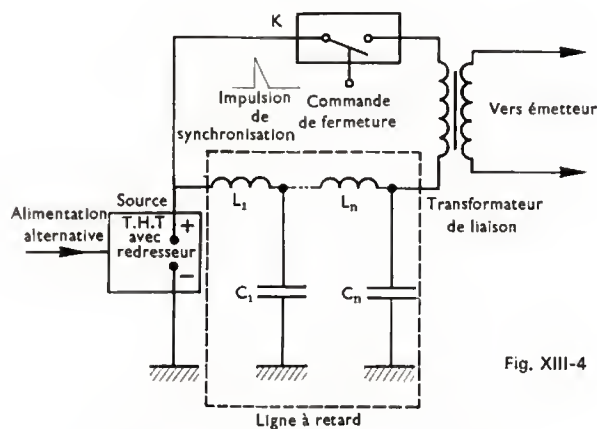 K
Impulsion
de
synchronisation
Commande
de fermeture
Vers émetteur
Source
T.H.T
avec
redresseur
+
−
Alimentation
alternative
L₁
Lₙ
Transformateur
de liaison
C₁
Cₙ
Fig. XIII-4
Ligne à retard